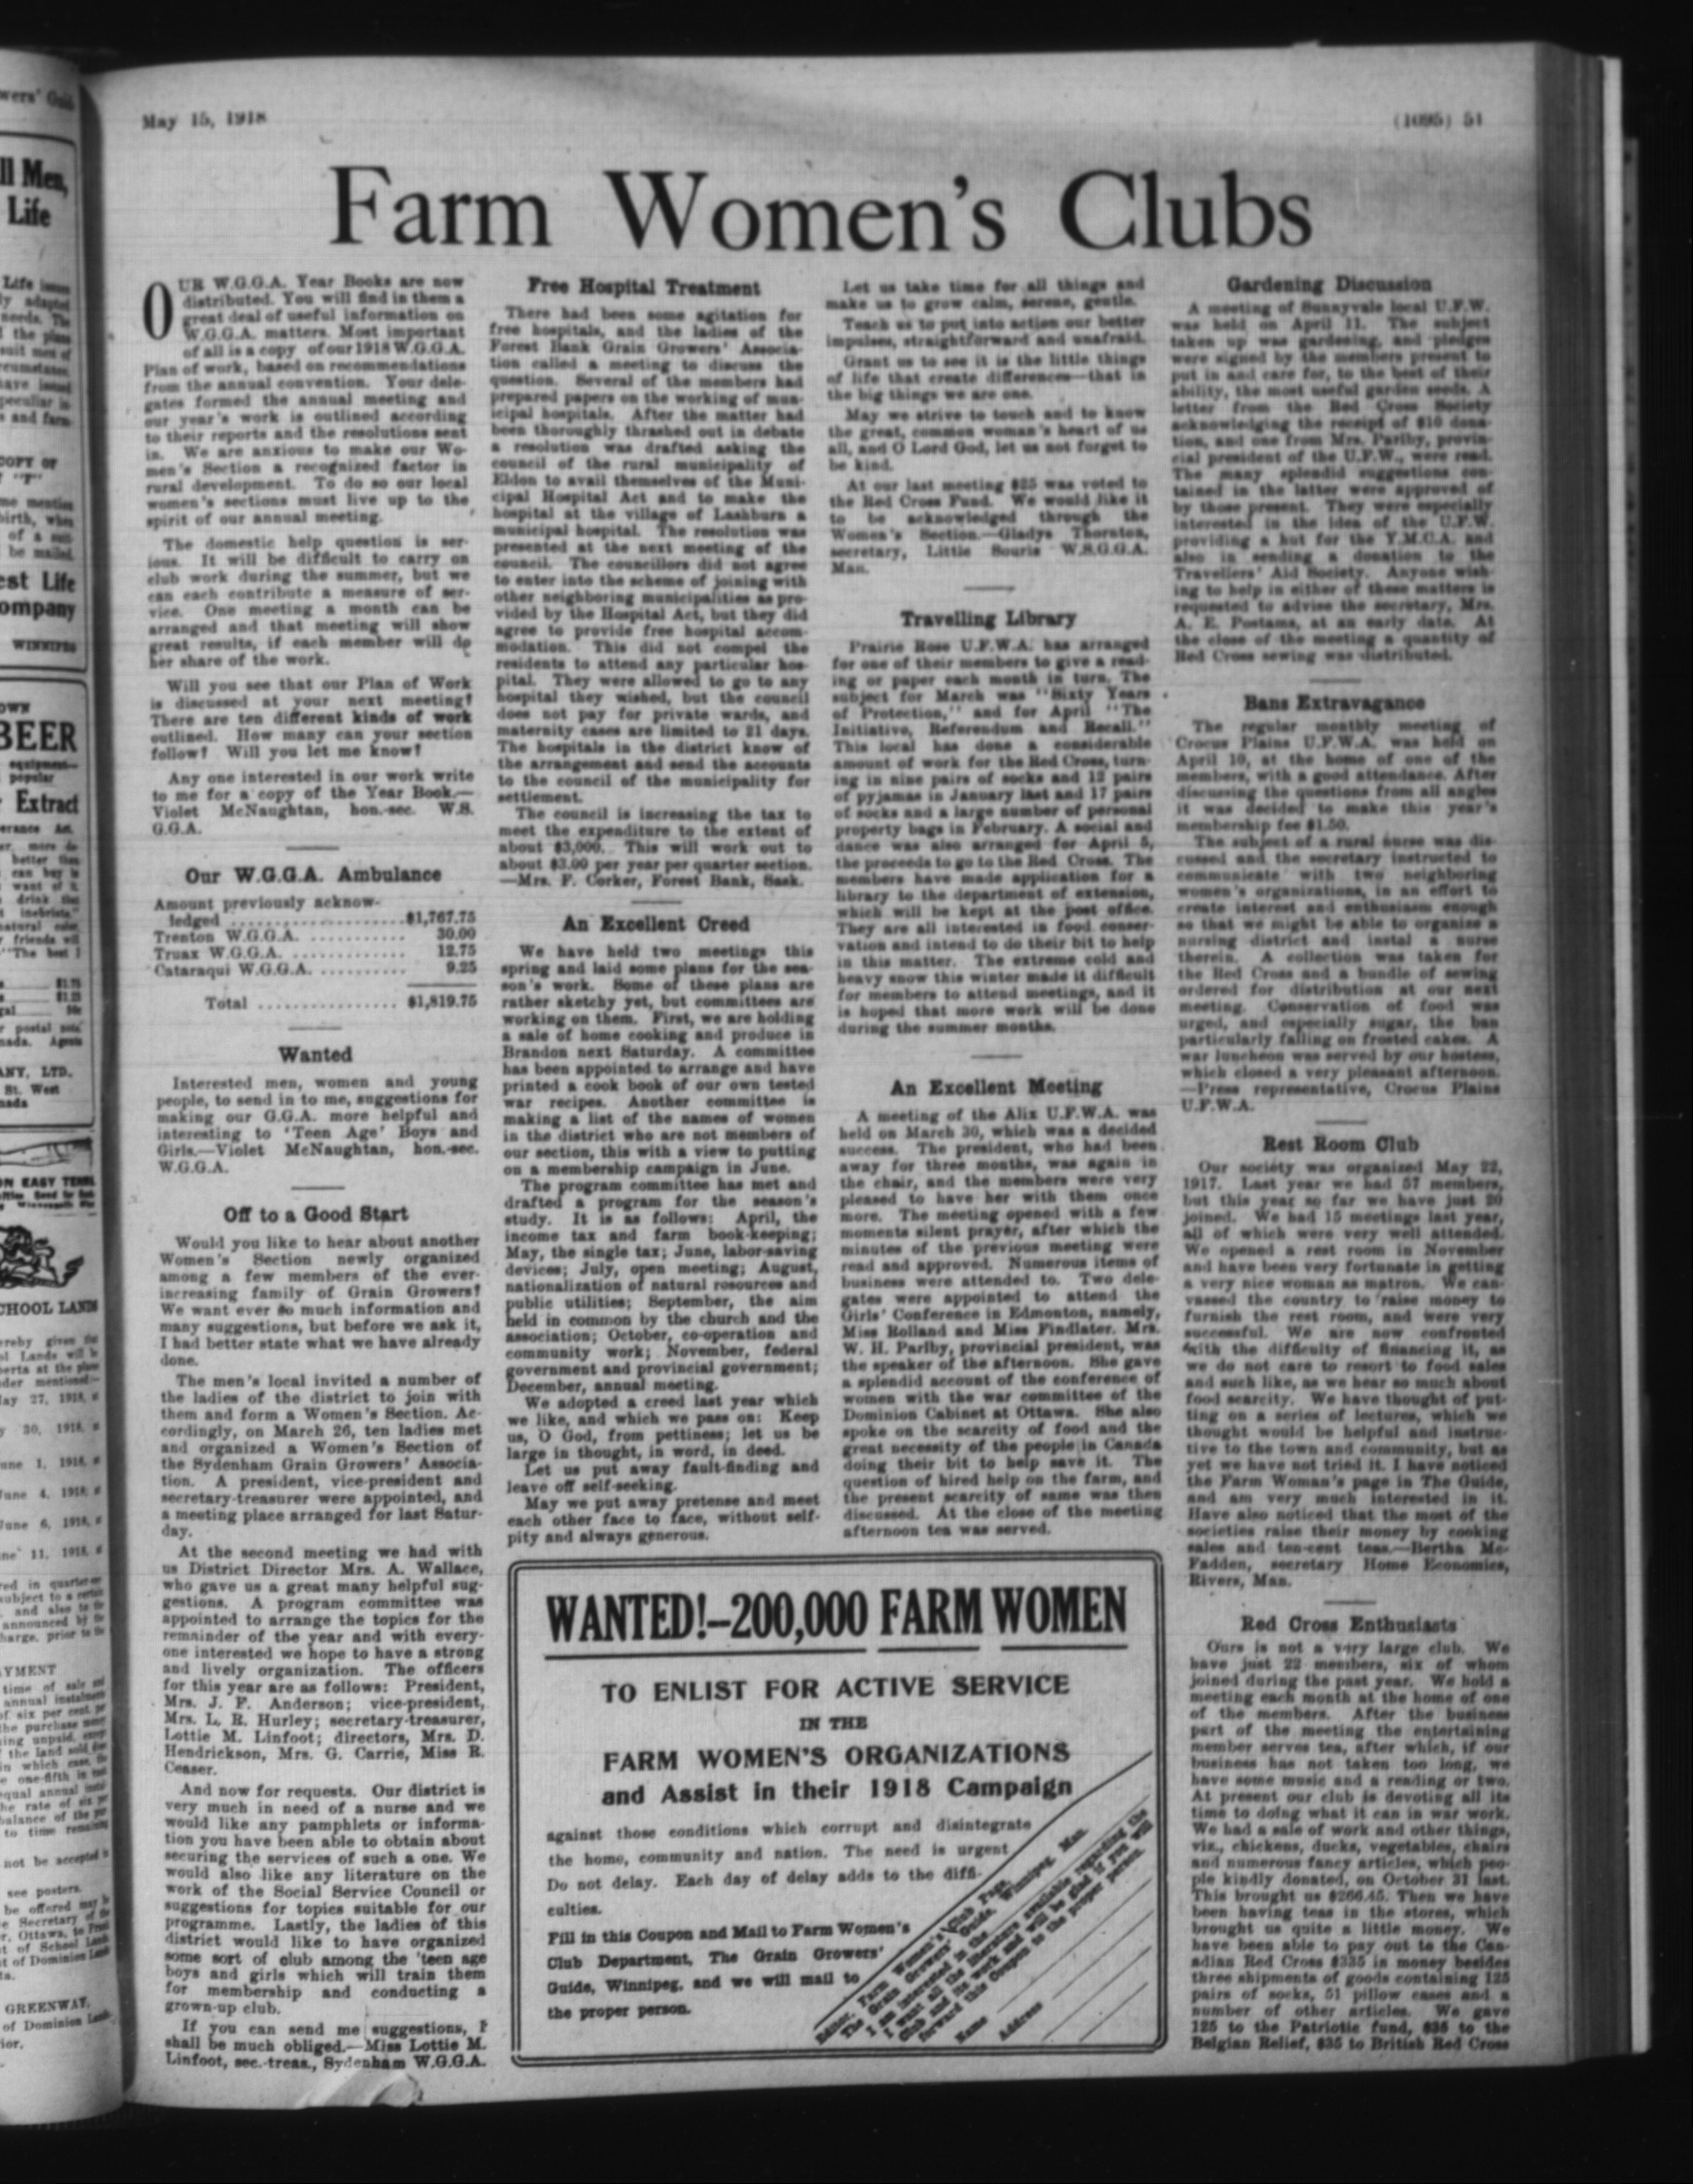 May 15, 1918
(1095) 51
Farm Women's Clubs
OUR W.G.G.A. Year Books are now
distributed. You will find in them a
great deal of useful information on
W.G.G.A. matters. Most important
of all is a copy of our 1918 W.G.G.A.
Plan of work, based on recommendations
from the annual convention. Your dele-
gates formed the annual meeting and
our year's work is outlined according
to their reports and the resolutions sent
in. We are anxious to make our Wo-
men's Section a recognized factor in
rural development. To do so our local
women's sections must live up to the
spirit of our annual meeting.
The domestic help question is ser-
ious. It will be difficult to carry on
club work during the summer, but we
can each contribute a measure of ser-
vice. One meeting a month can be
arranged and that meeting will show
great results, if each member will do
her share of the work.
Will you see that our Plan of Work
is discussed at your next meeting?
There are ten different kinds of work
outlined. How many can your section
follow? Will you let me know?
Any one interested in our work write
to me for a copy of the Year Book.—
Violet McNaughtan, hon.-sec. W.S.
G.G.A.
Our W.G.G.A. Ambulance
Amount previously acknow-
ledged ........................$1,767.75
Trenton W.G.G.A. ............ 30.00
Truax W.G.G.A. ............. 12.75
Cataraqui W.G.G.A. ........... 9.25
Total ................ $1,819.75
Wanted
Interested men, women and young
people, to send in to me, suggestions for
making our G.G.A. more helpful and
interesting to 'Teen Age' Boys and
Girls.—Violet McNaughtan, hon.-sec.
W.G.G.A.
Off to a Good Start
Would you like to hear about another
Women's Section newly organized
among a few members of the ever-
increasing family of Grain Growers?
We want ever so much information and
many suggestions, but before we ask it,
I had better state what we have already
done.
The men's local invited a number of
the ladies of the district to join with
them and form a Women's Section. Ac-
cordingly, on March 26, ten ladies met
and organized a Women's Section of
the Sydenham Grain Growers' Associa-
tion. A president, vice-president and
secretary-treasurer were appointed, and
a meeting place arranged for last Satur-
day.
At the second meeting we had with
us District Director Mrs. A. Wallace,
who gave us a great many helpful sug-
gestions. A program committee was
appointed to arrange the topics for the
remainder of the year and with every-
one interested we hope to have a strong
and lively organization. The officers
for this year are as follows: President,
Mrs. J. F. Anderson; vice-president,
Mrs. L. R. Hurley; secretary-treasurer,
Lottie M. Linfoot; directors, Mrs. D.
Hendrickson, Mrs. G. Carrie, Miss R.
Ceaser.
And now for requests. Our district is
very much in need of a nurse and we
would like any pamphlets or informa-
tion you have been able to obtain about
securing the services of such a one. We
would also like any literature on the
work of the Social Service Council or
suggestions for topics suitable for our
programme. Lastly, the ladies of this
district would like to have organized
some sort of club among the 'teen age
boys and girls which will train them
for membership and conducting a
grown-up club.
If you can send me suggestions, I
shall be much obliged.—Miss Lottie M.
Linfoot, sec.-treas., Sydenham W.G.G.A.
Free Hospital Treatment
There had been some agitation for
free hospitals, and the ladies of the
Forest Bank Grain Growers' Associa-
tion called a meeting to discuss the
question. Several of the members had
prepared papers on the working of mun-
icipal hospitals. After the matter had
been thoroughly thrashed out in debate
a resolution was drafted asking the
council of the rural municipality of
Eldon to avail themselves of the Muni-
cipal Hospital Act and to make the
hospital at the village of Lashburn a
municipal hospital. The resolution was
presented at the next meeting of the
council. The councillors did not agree
to enter into the scheme of joining with
other neighboring municipalities as pro-
vided by the Hospital Act, but they did
agree to provide free hospital accom-
modation. This did not compel the
residents to attend any particular hos-
pital. They were allowed to go to any
hospital they wished, but the council
does not pay for private wards, and
maternity cases are limited to 21 days.
The hospitals in the district know of
the arrangement and send the accounts
to the council of the municipality for
settlement.
The council is increasing the tax to
meet the expenditure to the extent of
about $3,000. This will work out to
about $3.00 per year per quarter section.
—Mrs. F. Corker, Forest Bank, Sask.
An Excellent Creed
We have held two meetings this
spring and laid some plans for the sea-
son's work. Some of these plans are
rather sketchy yet, but committees are
working on them. First, we are holding
a sale of home cooking and produce in
Brandon next Saturday. A committee
has been appointed to arrange and have
printed a cook book of our own tested
war recipes. Another committee is
making a list of the names of women
in the district who are not members of
our section, this with a view to putting
on a membership campaign in June.
The program committee has met and
drafted a program for the season's
study. It is as follows: April, the
income tax and farm book-keeping;
May, the single tax; June, labor-saving
devices; July, open meeting; August,
nationalization of natural rosources and
public utilities; September, the aim
held in common by the church and the
association; October, co-operation and
community work; November, federal
government and provincial government;
December, annual meeting.
We adopted a creed last year which
we like, and which we pass on: Keep
us, O God, from pettiness; let us be
large in thought, in word, in deed.
Let us put away fault-finding and
leave off self-seeking.
May we put away pretense and meet
each other face to face, without self-
pity and always generous.
Let us take time for all things and
make us to grow calm, serene, gentle.
Teach us to put into action our better
impulses, straightforward and unafraid.
Grant us to see it is the little things
of life that create differences—that in
the big things we are one.
May we strive to touch and to know
the great, common woman's heart of us
all, and O Lord God, let us not forget to
be kind.
At our last meeting $25 was voted to
the Red Cross Fund. We would like it
to be acknowledged through the
Women's Section.—Gladys Thornton,
secretary, Little Souris W.S.G.G.A.
Man.
Travelling Library
Prairie Rose U.F.W.A. has arranged
for one of their members to give a read-
ing or paper each month in turn. The
subject for March was "Sixty Years
of Protection," and for April "The
Initiative, Referendum and Recall."
This local has done a considerable
amount of work for the Red Cross, turn-
ing in nine pairs of socks and 12 pairs
of pyjamas in January last and 17 pairs
of socks and a large number of personal
property bags in February. A social and
dance was also arranged for April 5,
the proceeds to go to the Red Cross. The
members have made application for a
library to the department of extension,
which will be kept at the post office.
They are all interested in food conser-
vation and intend to do their bit to help
in this matter. The extreme cold and
heavy snow this winter made it difficult
for members to attend meetings, and it
is hoped that more work will be done
during the summer months.
An Excellent Meeting
A meeting of the Alix U.F.W.A. was
held on March 30, which was a decided
success. The president, who had been
away for three months, was again in
the chair, and the members were very
pleased to have her with them once
more. The meeting opened with a few
moments silent prayer, after which the
minutes of the previous meeting were
read and approved. Numerous items of
business were attended to. Two dele-
gates were appointed to attend the
Girls' Conference in Edmonton, namely,
Miss Rolland and Miss Findlater. Mrs.
W. H. Parlby, provincial president, was
the speaker of the afternoon. She gave
a splendid account of the conference of
women with the war committee of the
Dominion Cabinet at Ottawa. She also
spoke on the scarcity of food and the
great necessity of the people in Canada
doing their bit to help save it. The
question of hired help on the farm, and
the present scarcity of same was then
discussed. At the close of the meeting
afternoon tea was served.
Gardening Discussion
A meeting of Sunnyvale local U.F.W.
was held on April 11. The subject
taken up was gardening, and pledges
were signed by the members present to
put in and care for, to the best of their
ability, the most useful garden seeds. A
letter from the Red Cross Society
acknowledging the receipt of $10 dona-
tion, and one from Mrs. Parlby, provin-
cial president of the U.F.W., were read.
The many splendid suggestions con-
tained in the latter were approved of
by those present. They were especially
interested in the idea of the U.F.W.
providing a hut for the Y.M.C.A. and
also in sending a donation to the
Travellers' Aid Society. Anyone wish-
ing to help in either of these matters is
requested to advise the secretary, Mrs.
A. E. Postams, at an early date. At
the close of the meeting a quantity of
Red Cross sewing was distributed.
Bans Extravagance
The regular monthly meeting of
Crocus Plains U.F.W.A. was held on
April 10, at the home of one of the
members, with a good attendance. After
discussing the questions from all angles
it was decided to make this year's
membership fee $1.50.
The subject of a rural nurse was dis-
cussed and the secretary instructed to
communicate with two neighboring
women's organizations, in an effort to
create interest and enthusiasm enough
so that we might be able to organize a
nursing district and instal a nurse
therein. A collection was taken for
the Red Cross and a bundle of sewing
ordered for distribution at our next
meeting. Conservation of food was
urged, and especially sugar, the ban
particularly falling on frosted cakes. A
war luncheon was served by our hostess,
which closed a very pleasant afternoon.
—Press representative, Crocus Plains
U.F.W.A.
Rest Room Club
Our society was organized May 22,
1917. Last year we had 57 members,
but this year so far we have just 20
joined. We had 15 meetings last year,
all of which were very well attended.
We opened a rest room in November
and have been very fortunate in getting
a very nice woman as matron. We can-
vassed the country to raise money to
furnish the rest room, and were very
successful. We are now confronted
with the difficulty of financing it, as
we do not care to resort to food sales
and such like, as we hear so much about
food scarcity. We have thought of put-
ting on a series of lectures, which we
thought would be helpful and instruc-
tive to the town and community, but as
yet we have not tried it. I have noticed
the Farm Woman's page in The Guide,
and am very much interested in it.
Have also noticed that the most of the
societies raise their money by cooking
sales and ten-cent teas.—Bertha Mc-
Fadden, secretary Home Economics,
Rivers, Man.
Red Cross Enthusiasts
Ours is not a very large club. We
have just 22 members, six of whom
joined during the past year. We hold a
meeting each month at the home of one
of the members. After the business
part of the meeting the entertaining
member serves tea, after which, if our
business has not taken too long, we
have some music and a reading or two.
At present our club is devoting all its
time to doing what it can in war work.
We had a sale of work and other things,
viz., chickens, ducks, vegetables, chairs
and numerous fancy articles, which peo-
ple kindly donated, on October 31 last.
This brought us $266.45. Then we have
been having teas in the stores, which
brought us quite a little money. We
have been able to pay out to the Can-
adian Red Cross $335 in money besides
three shipments of goods containing 125
pairs of socks, 51 pillow cases and a
number of other articles. We gave
125 to the Patriotic fund, $35 to the
Belgian Relief, $35 to British Red Cross
WANTED!—200,000 FARM WOMEN
TO ENLIST FOR ACTIVE SERVICE
IN THE
FARM WOMEN'S ORGANIZATIONS
and Assist in their 1918 Campaign
against those conditions which corrupt and disintegrate
the home, community and nation. The need is urgent
Do not delay. Each day of delay adds to the diffi-
culties.
Fill in this Coupon and Mail to Farm Women's
Club Department, The Grain Growers'
Guide, Winnipeg, and we will mail to
the proper person.
Editor, Farm Women's Club Page,
The Grain Growers' Guide, Winnipeg, Man.
I am interested in the
I want all the literature available regarding the
Club and its work and will be glad if you will
forward this Coupon to the proper person.
Name
Address
ll Men,
Life
BEER
Extract
est Life
ompany
WINNIPEG
CHOOL LANDS
GREENWAY,